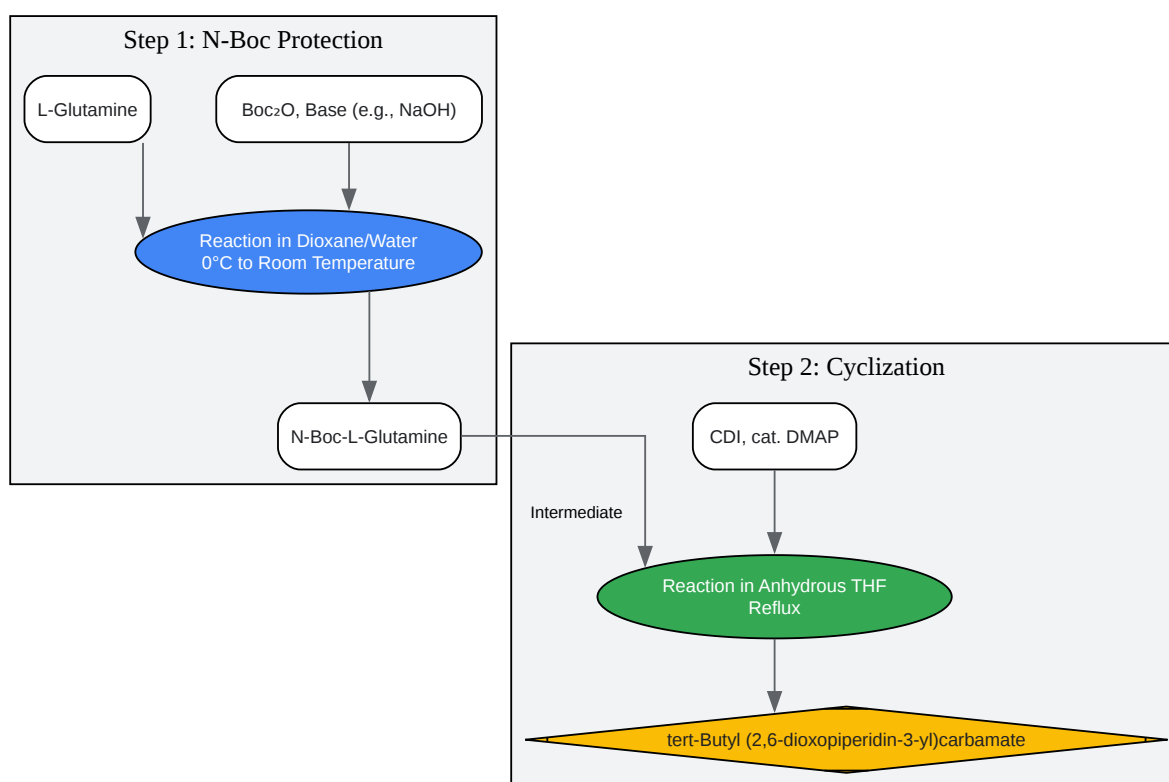 Step 1: N-Boc Protection
L-Glutamine
Boc₂O, Base (e.g., NaOH)
Reaction in Dioxane/Water
0°C to Room Temperature
N-Boc-L-Glutamine
Step 2: Cyclization
CDI, cat. DMAP
Intermediate
Reaction in Anhydrous THF
Reflux
tert-Butyl (2,6-dioxopiperidin-3-yl)carbamate